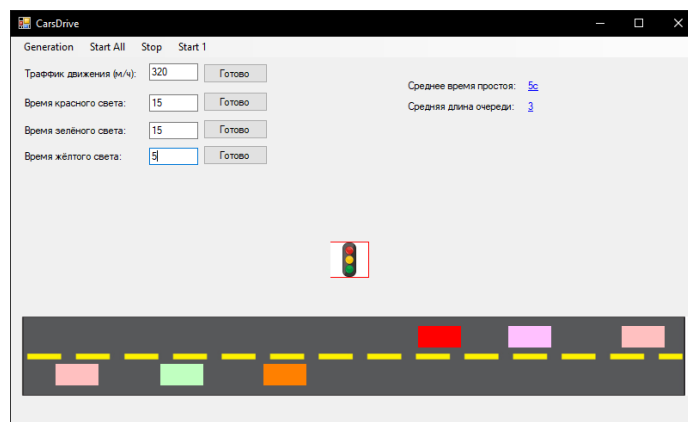 CarsDrive
Generation Start All Stop Start 1
Траффик движения (м/ч): 320 Готово
Среднее время простоя: 5с
Время красного света: 15 Готово
Средняя длина очереди: 3
Время зелёного света: 15 Готово
Время жёлтого света: 5 Готово